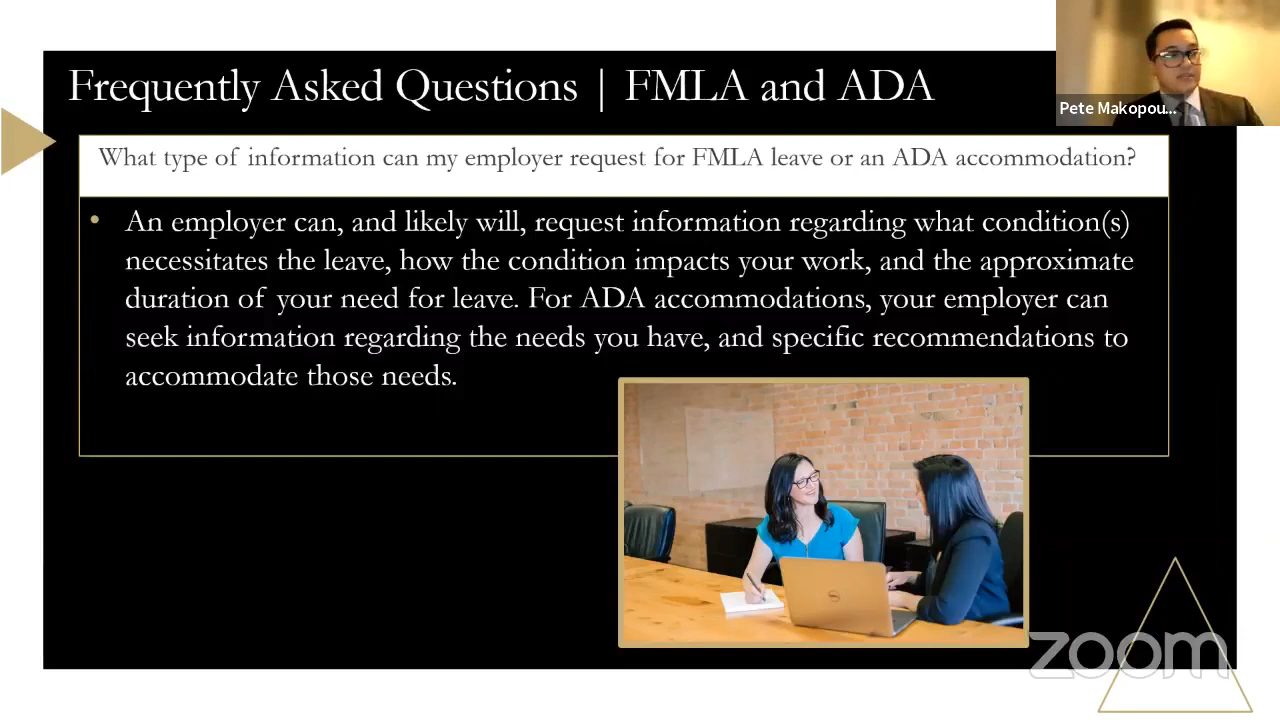 Frequently Asked Questions | FMLA and ADA
Pete Makopou...
What type of information can my employer request for FMLA leave or an ADA accommodation?
• An employer can, and likely will, request information regarding what condition(s)
necessitates the leave, how the condition impacts your work, and the approximate
duration of your need for leave. For ADA accommodations, your employer can
seek information regarding the needs you have, and specific recommendations to
accommodate those needs.
DELL
zoom